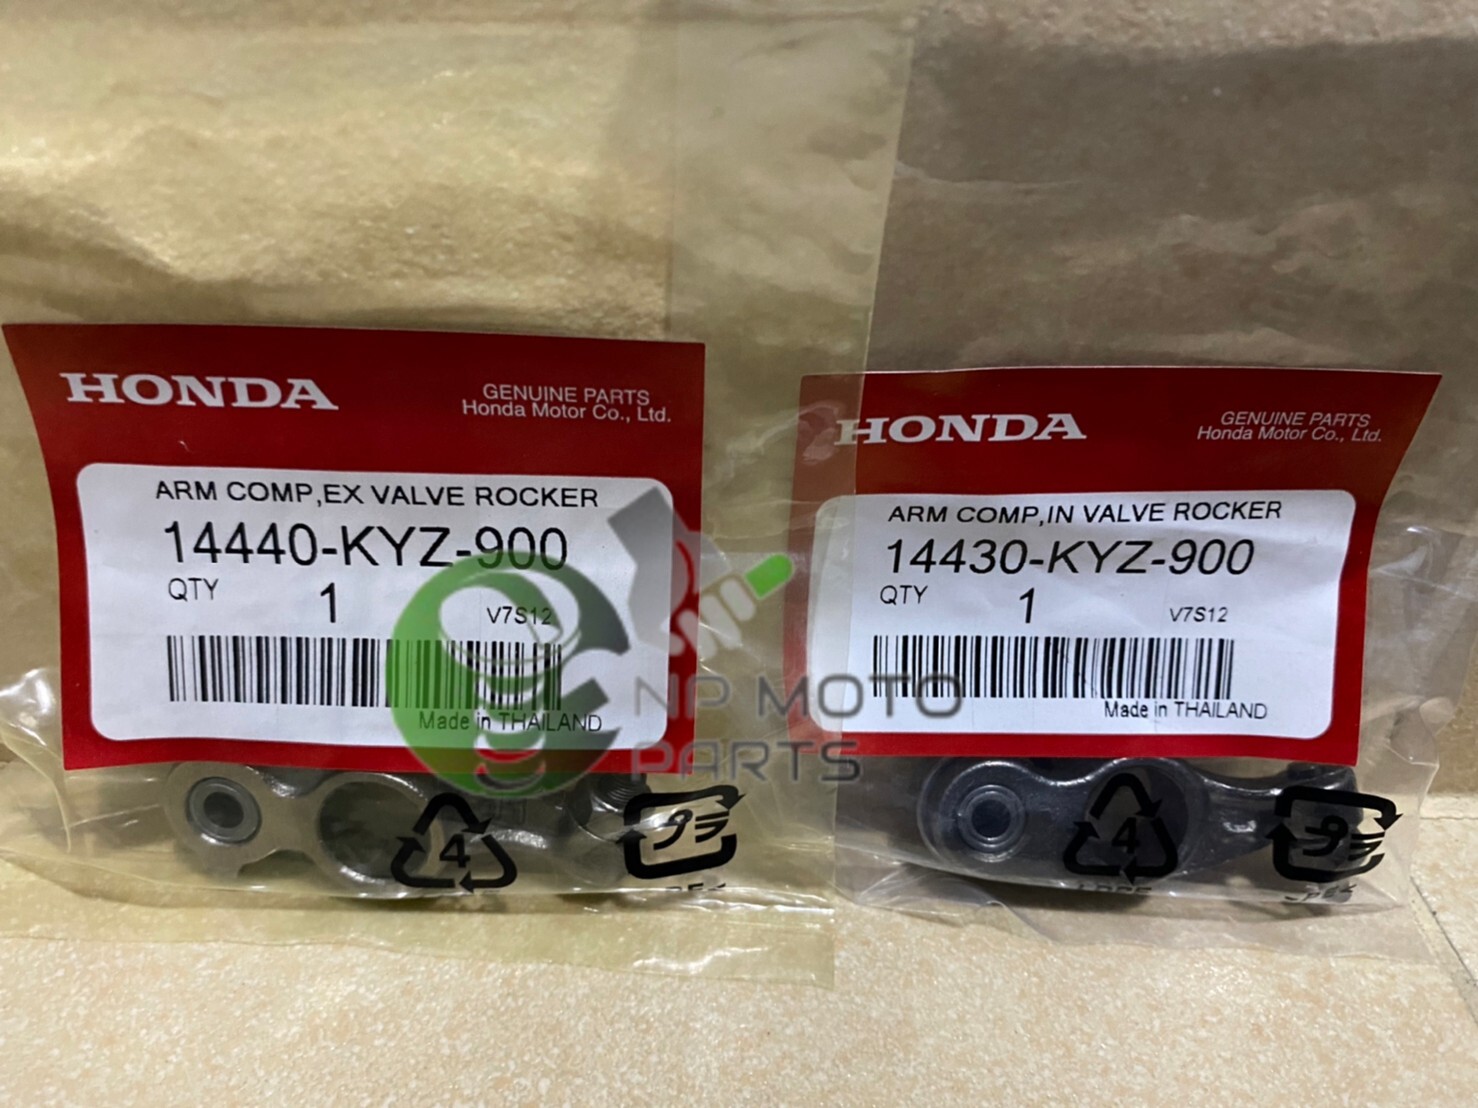 HONDA
GENUINE PARTS
Honda Motor Co., Ltd.
ARM COMP,EX VALVE ROCKER
14440-KYZ-900
QTY 1 V7S12
Made in THAILAND
4
HONDA
GENUINE PARTS
Honda Motor Co., Ltd.
ARM COMP,IN VALVE ROCKER
14430-KYZ-900
QTY 1 V7S12
Made in THAILAND
4
NP MOTO
PARTS